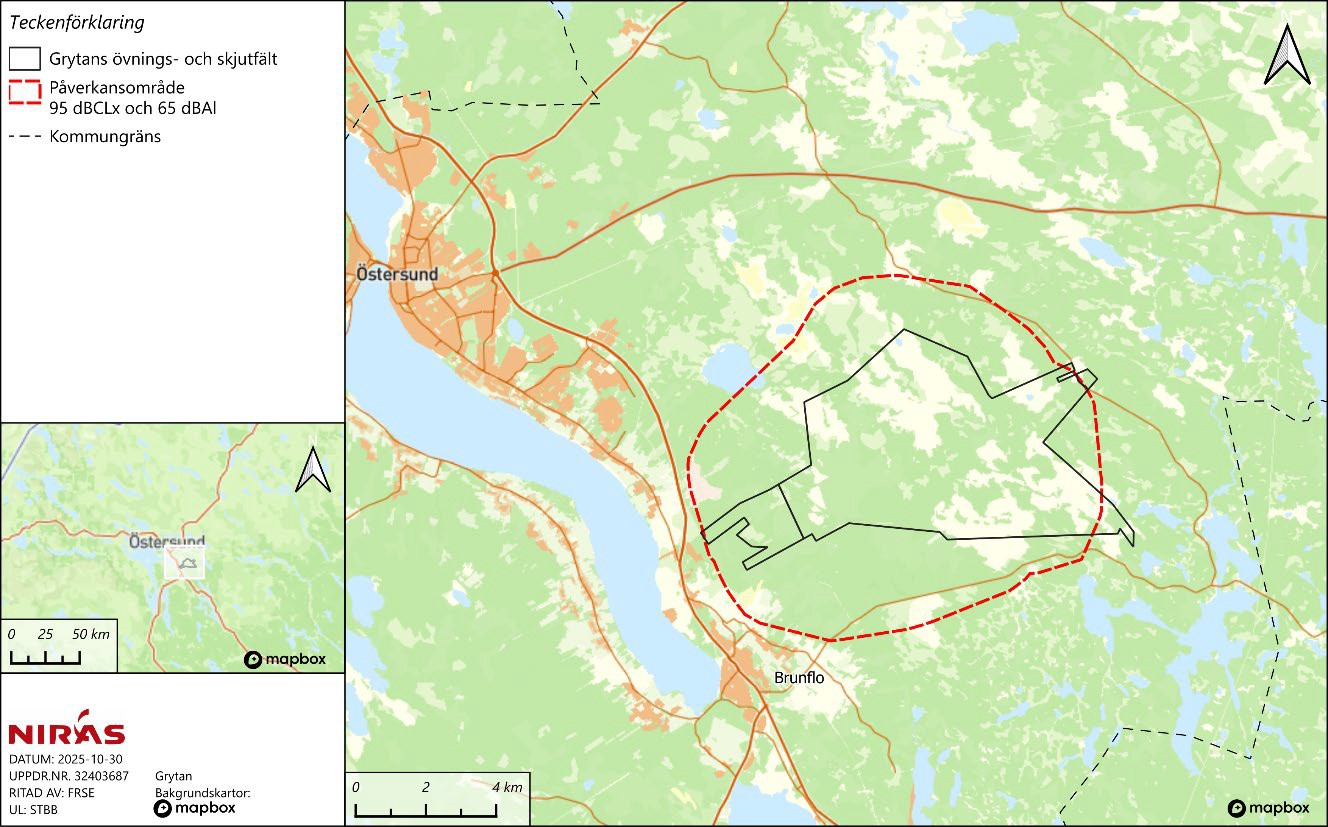 Teckenförklaring
Grytans övnings- och skjutfält
Påverkansområde
95 dBCLx och 65 dBAl
Kommungräns
Östersund
Brunflo
0 2 4 km
mapbox
Östersund
0 25 50 km
mapbox
NIRAS
DATUM: 2025-10-30
UPPDR.NR. 32403687
RITAD AV: FRSE
UL: STBB
Grytan
Bakgrundskartor:
mapbox